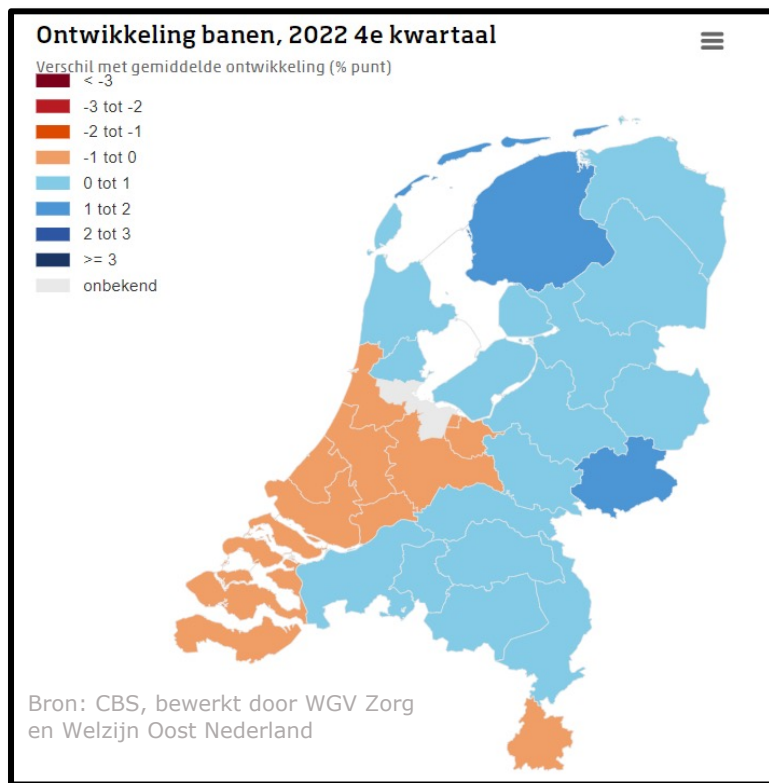 Ontwikkeling banen, 2022 4e kwartaal
Verschil met gemiddelde ontwikkeling (% punt)
< -3
-3 tot -2
-2 tot -1
-1 tot 0
0 tot 1
1 tot 2
2 tot 3
>= 3
onbekend
Bron: CBS, bewerkt door WGV Zorg
en Welzijn Oost Nederland